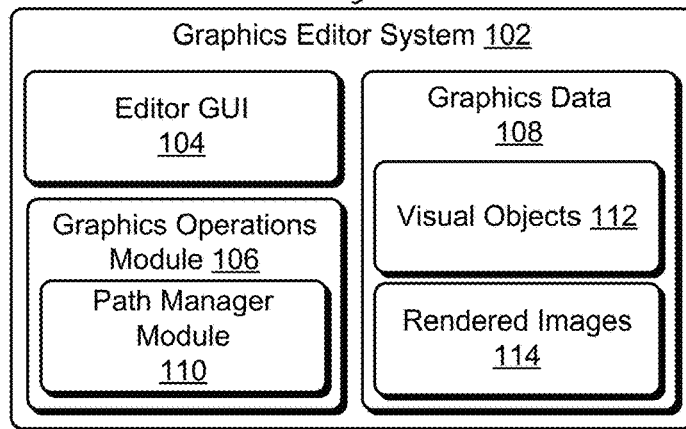 Graphics Editor System 102
Editor GUI
104
Graphics Operations
Module 106
Path Manager
Module
110
Graphics Data
108
Visual Objects 112
Rendered Images
114